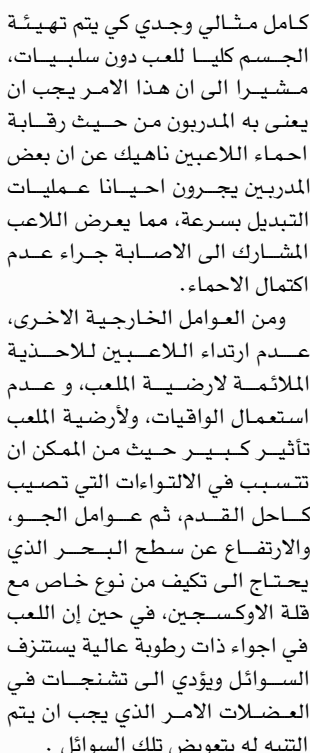 كامل مثالي وجدي كي يتم تهيئة
الجسم كليا للعب دون سلبيات،
مشيرا الى ان هذا الامر يجب ان
يعنى به المدربون من حيث رقابة
احماء اللاعبين ناهيك عن ان بعض
المدربين يجرون احيانا عمليات
التبديل بسرعة، مما يعرض اللاعب
المشارك الى الاصابة جراء عدم
اكتمال الاحماء.
ومن العوامل الخارجية الاخرى،
عدم ارتداء اللاعبين للاحذية
الملائمة لارضية الملعب، و عدم
استعمال الواقيات، ولأرضية الملعب
تأثير كبير حيث من الممكن ان
تتسبب في الالتواءات التي تصيب
كاحل القدم، ثم عوامل الجو،
والارتفاع عن سطح البحر الذي
يحتاج الى تكيف من نوع خاص مع
قلة الاوكسجين، في حين إن اللعب
في اجواء ذات رطوبة عالية يستنزف
السوائل ويؤدي الى تشنجات في
العضلات الامر الذي يجب ان يتم
التنبه له بتعويض تلك السوائل .